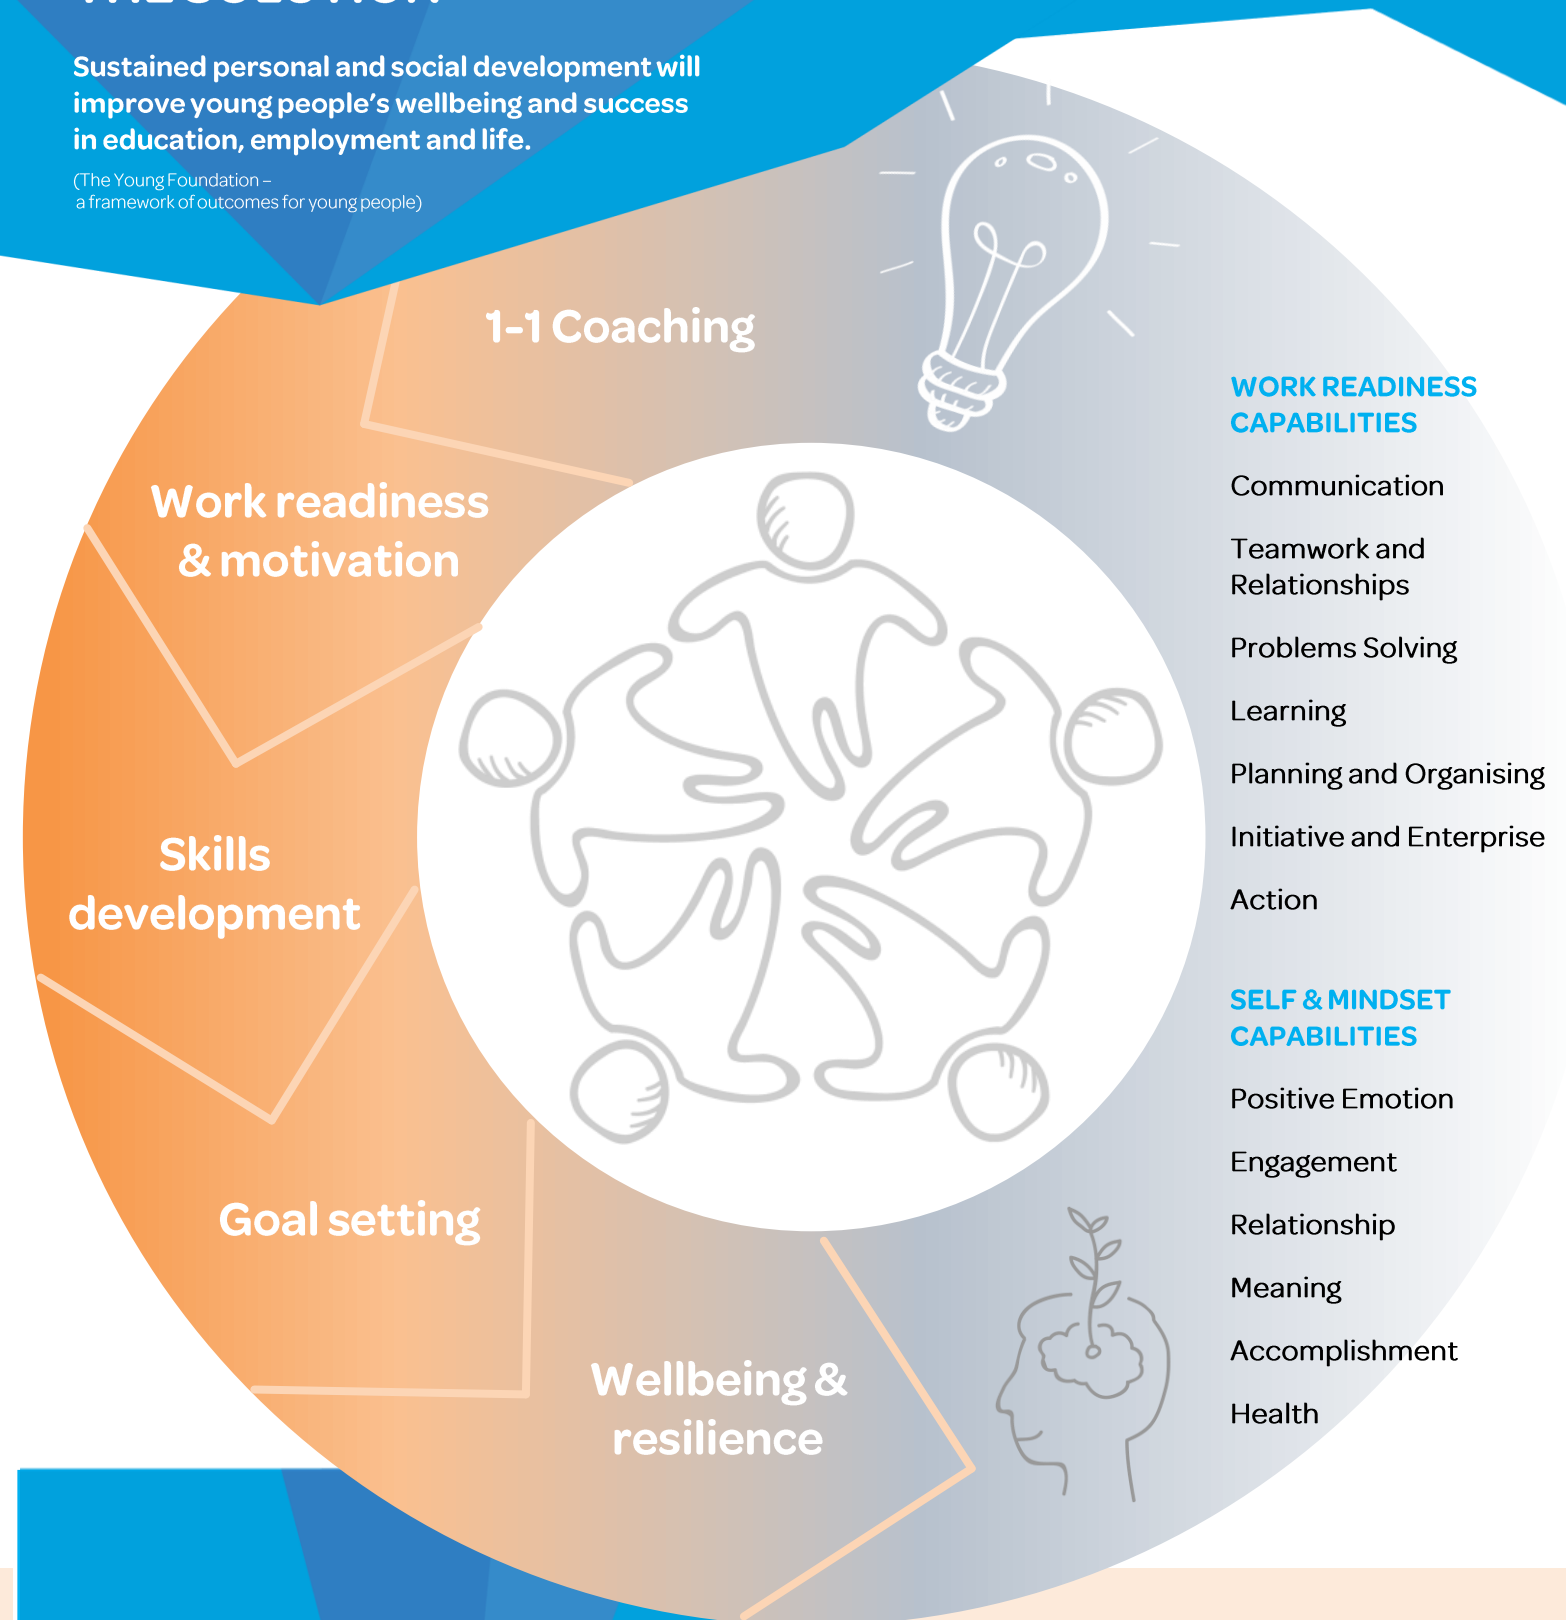 THE SOLUTION
Sustained personal and social development will
improve young people's wellbeing and success
in education, employment and life.
(The Young Foundation –
a framework of outcomes for young people)
1-1 Coaching
Work readiness
& motivation
Skills
development
Goal setting
Wellbeing &
resilience
WORK READINESS
CAPABILITIES
Communication
Teamwork and
Relationships
Problems Solving
Learning
Planning and Organising
Initiative and Enterprise
Action
SELF & MINDSET
CAPABILITIES
Positive Emotion
Engagement
Relationship
Meaning
Accomplishment
Health